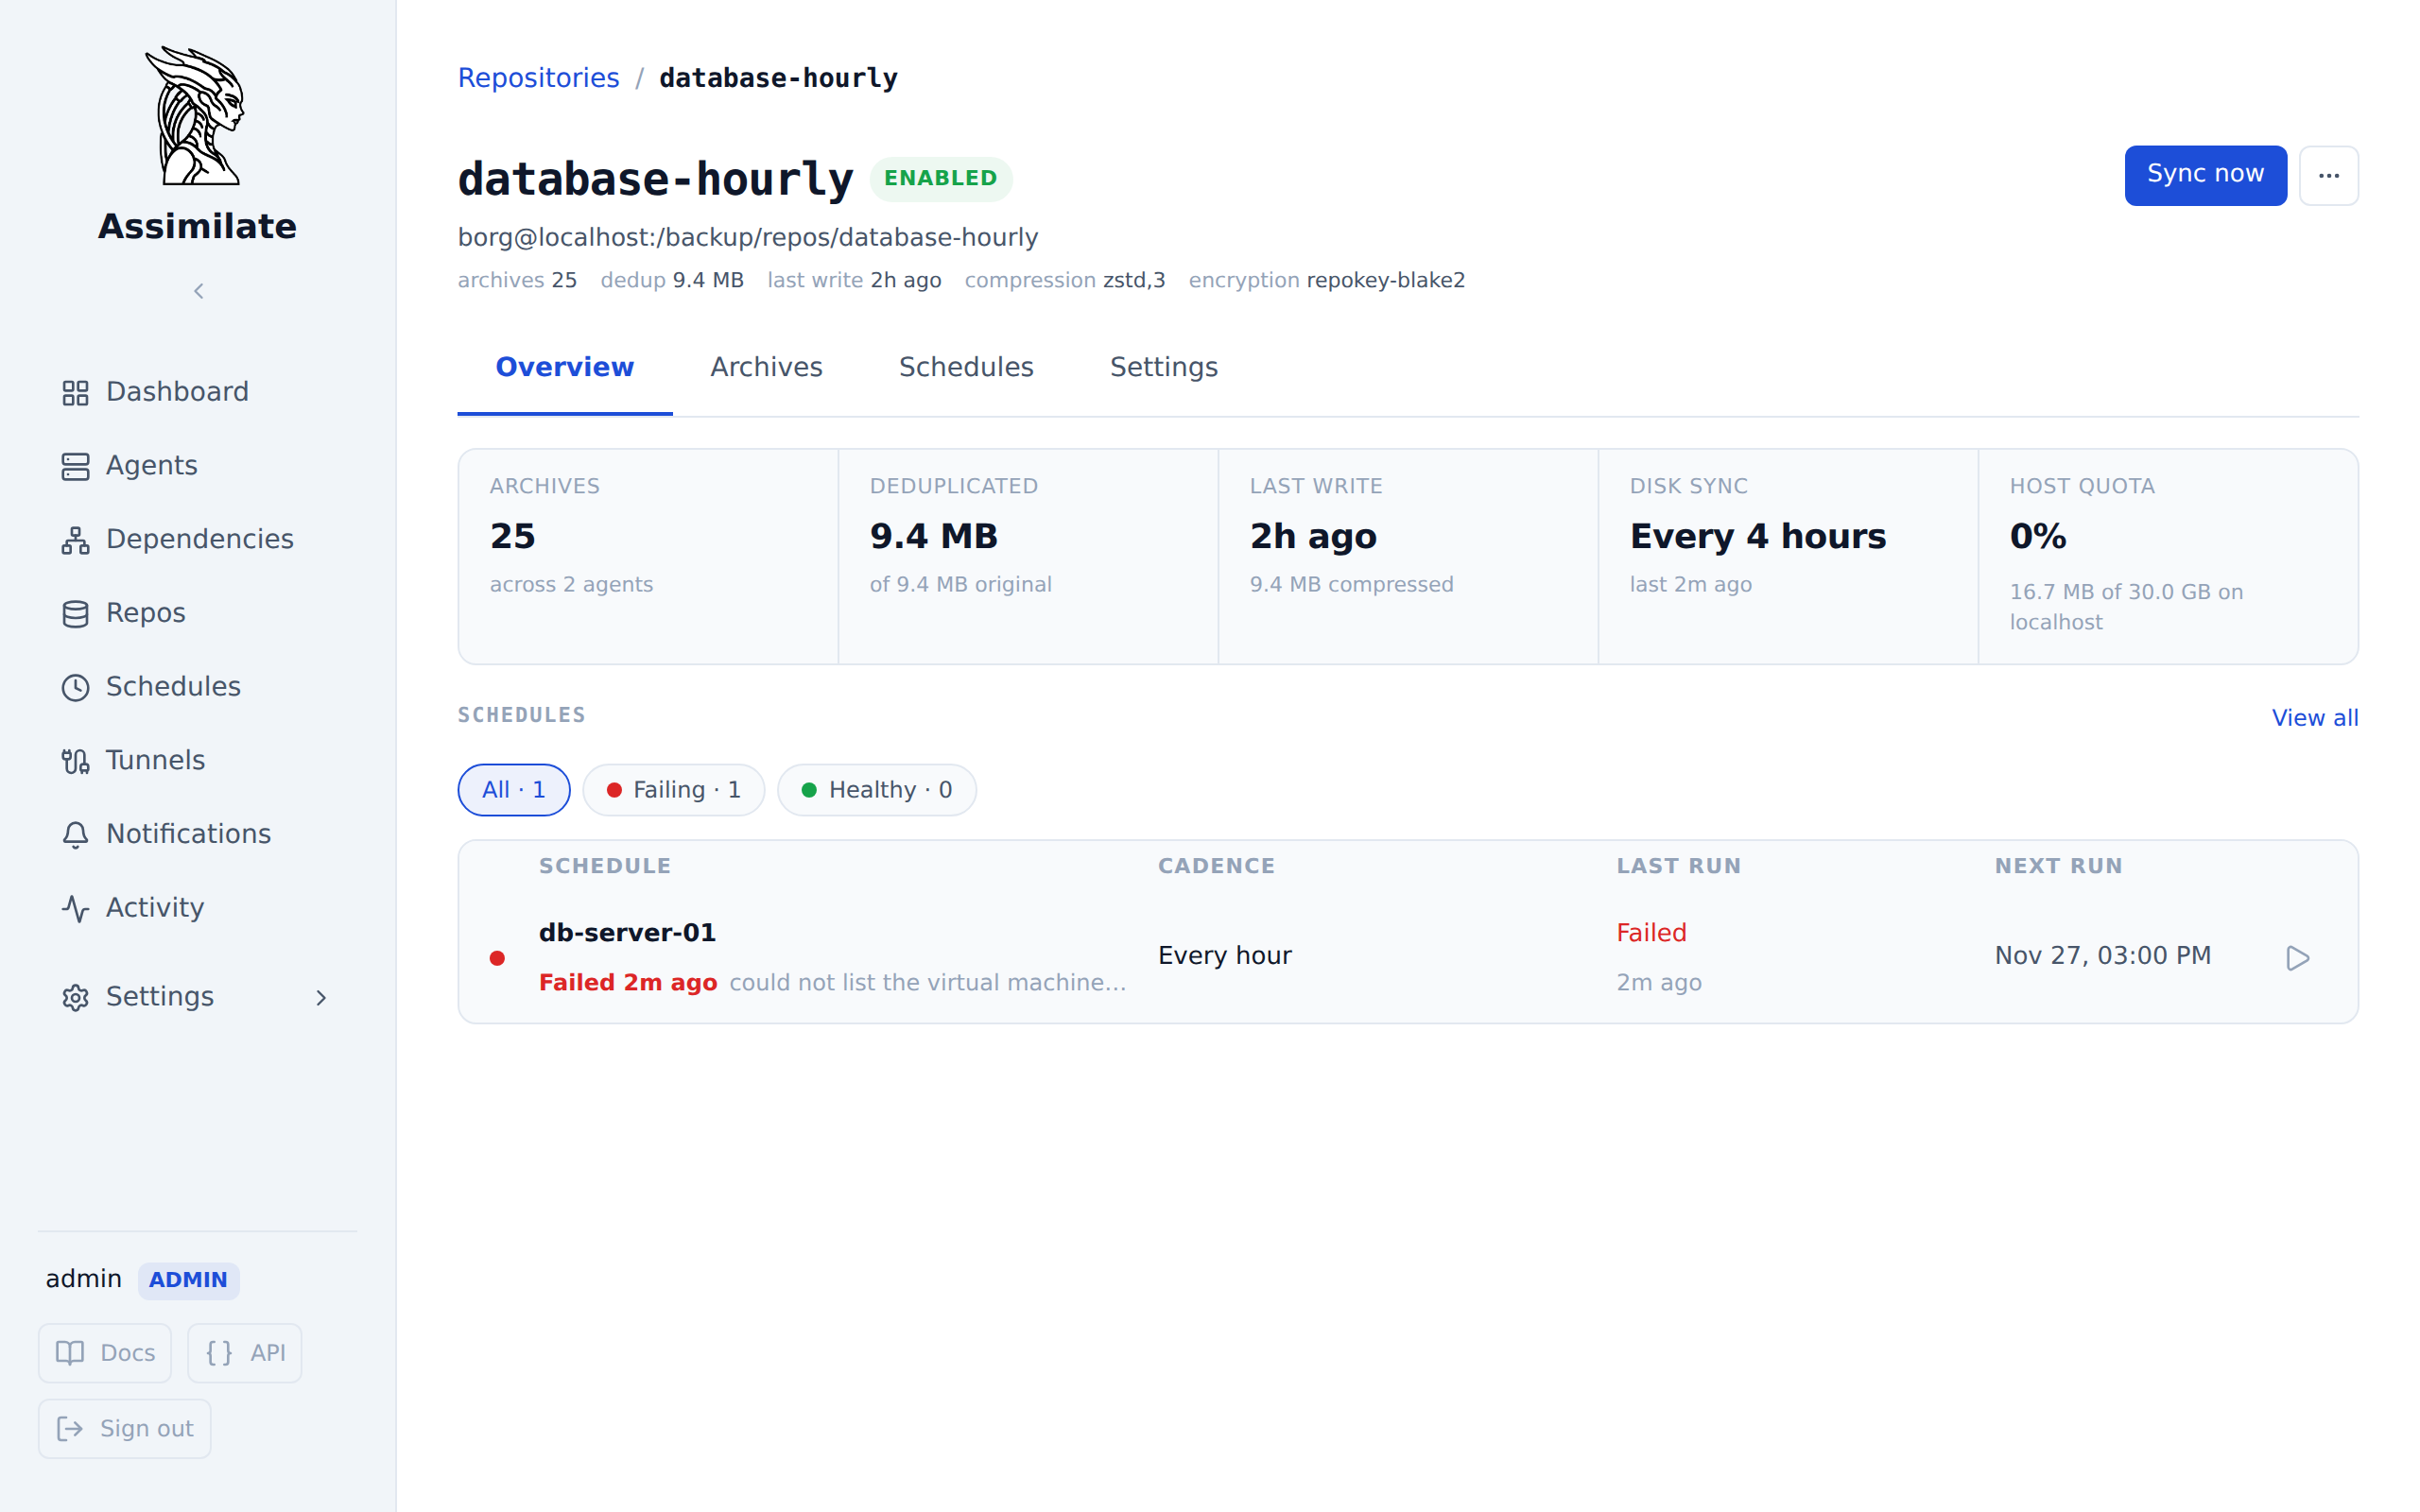 Assimilate
Dashboard
Agents
Dependencies
Repos
Schedules
Tunnels
Notifications
Activity
Settings
admin ADMIN
Docs API
Sign out
Repositories / database-hourly
database-hourly ENABLED
Sync now
borg@localhost:/backup/repos/database-hourly
archives 25 dedup 9.4 MB last write 2h ago compression zstd,3 encryption repokey-blake2
Overview Archives Schedules Settings
ARCHIVES
25
across 2 agents
DEDUPLICATED
9.4 MB
of 9.4 MB original
LAST WRITE
2h ago
9.4 MB compressed
DISK SYNC
Every 4 hours
last 2m ago
HOST QUOTA
0%
16.7 MB of 30.0 GB on
localhost
SCHEDULES
View all
All · 1 Failing · 1 Healthy · 0
SCHEDULE CADENCE LAST RUN NEXT RUN
db-server-01
Failed 2m ago could not list the virtual machine…
Every hour
Failed
2m ago
Nov 27, 03:00 PM